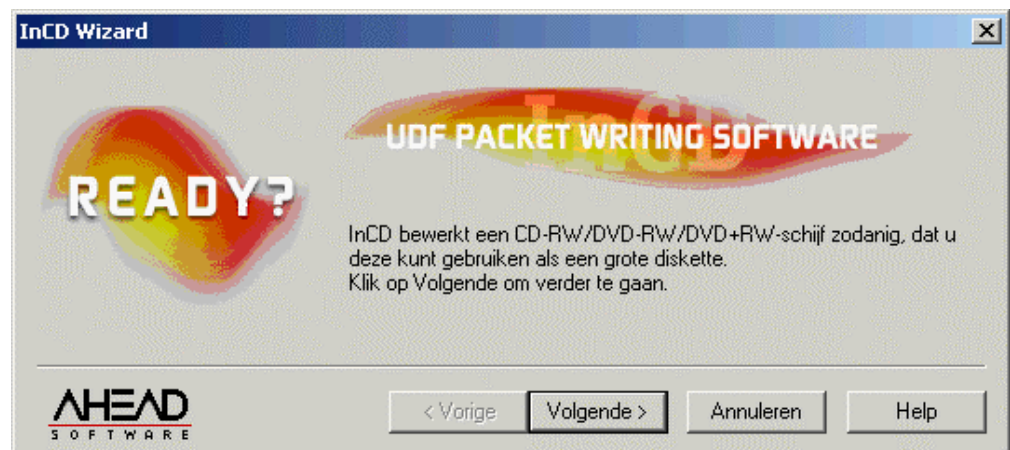 InCD Wizard
READY?
InCD
UDF PACKET WRITING SOFTWARE
InCD bewerkt een CD-RW/DVD-RW/DVD+RW-schijf zodanig, dat u
deze kunt gebruiken als een grote diskette.
Klik op Volgende om verder te gaan.
AHEAD
SOFTWARE
< Vorige
Volgende >
Annuleren
Help